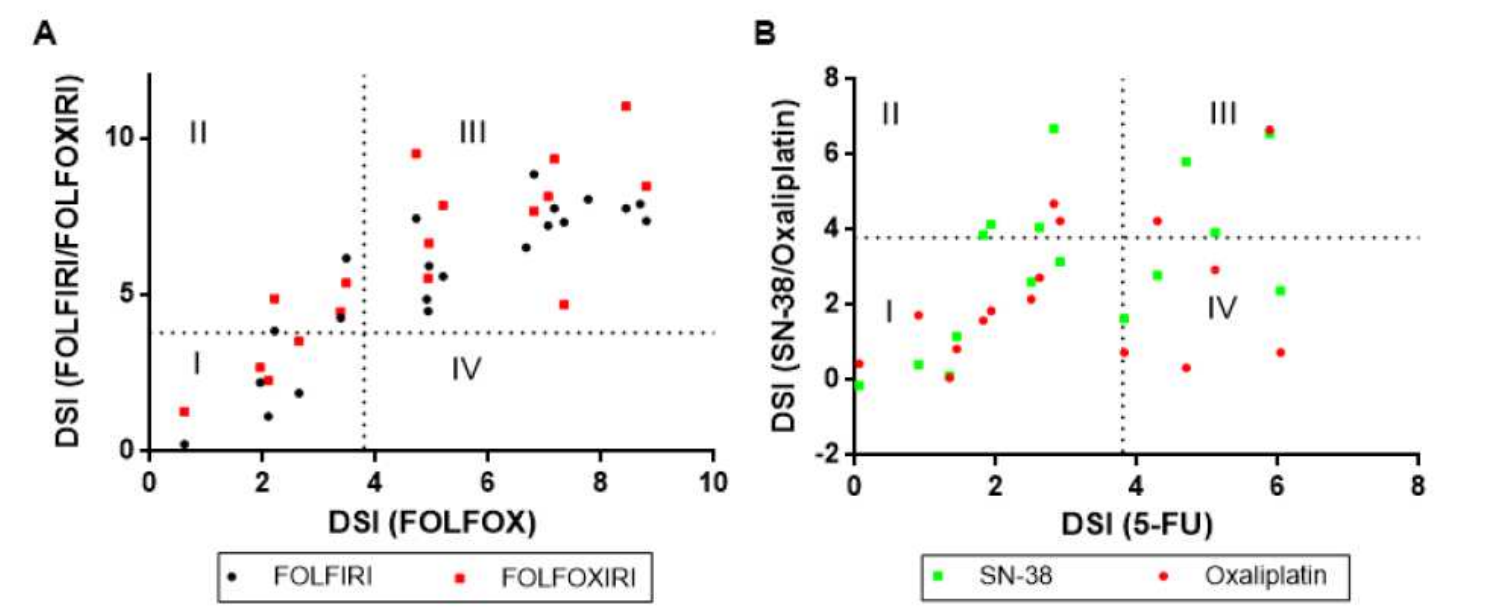 A
DSI (FOLFIRI/FOLFOXIRI)
10
5
0
II
III
I
IV
0 2 4 6 8 10
DSI (FOLFOX)
FOLFIRI FOLFOXIRI
B
DSI (SN-38/Oxaliplatin)
8
6
4
2
0
-2
II
III
I
IV
0 2 4 6 8
DSI (5-FU)
SN-38 Oxaliplatin